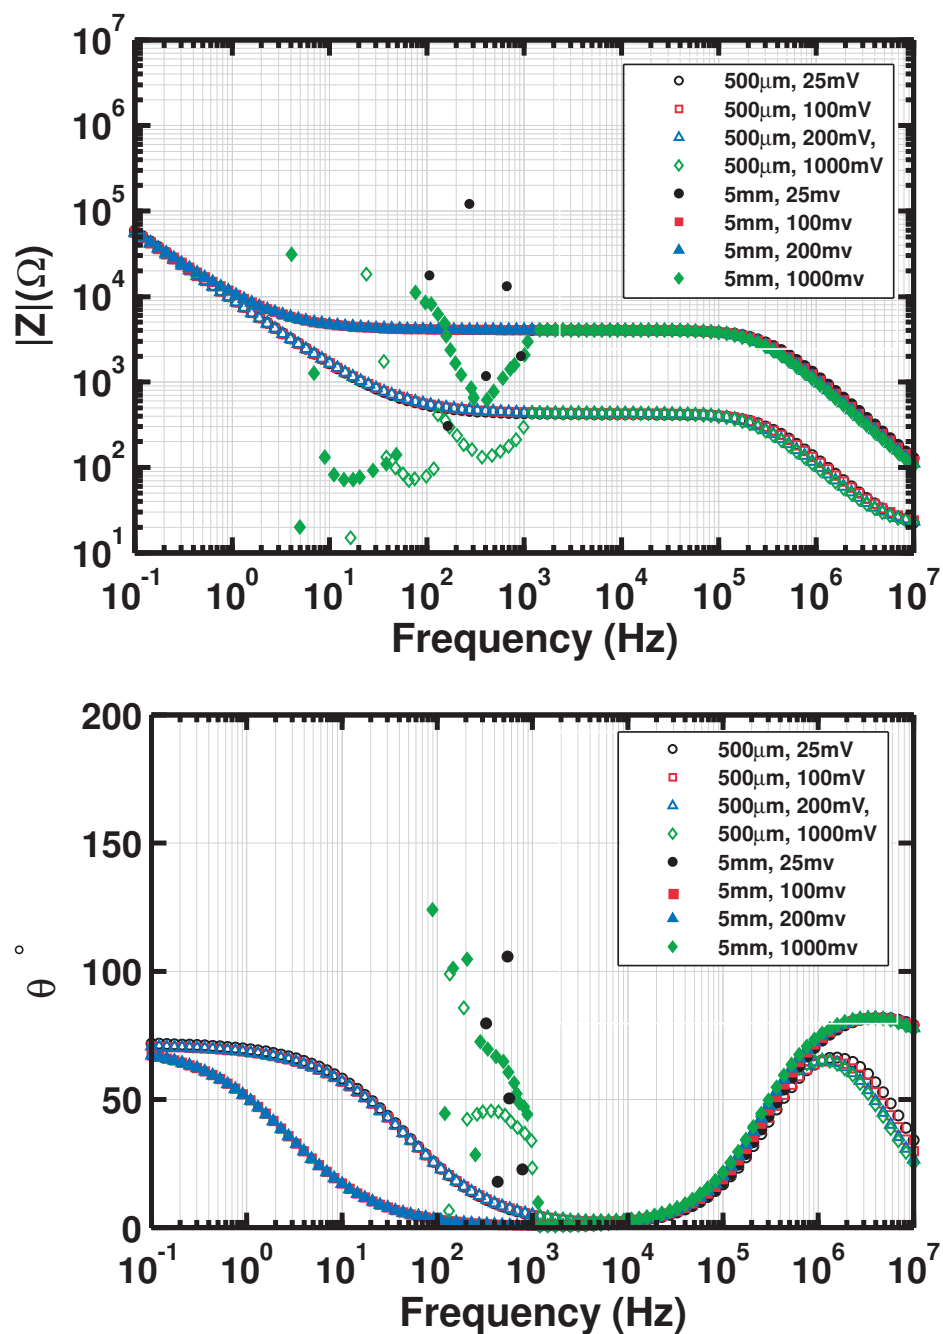 10^7
10^6
10^5
10^4
10^3
10^2
10^1
|Z|(Ω)
500μm, 25mV
500μm, 100mV
500μm, 200mV,
500μm, 1000mV
5mm, 25mv
5mm, 100mv
5mm, 200mv
5mm, 1000mv
10^-1 10^0 10^1 10^2 10^3 10^4 10^5 10^6 10^7
Frequency (Hz)
200
150
100
50
0
θ °
500μm, 25mV
500μm, 100mV
500μm, 200mV,
500μm, 1000mV
5mm, 25mv
5mm, 100mv
5mm, 200mv
5mm, 1000mv
10^-1 10^0 10^1 10^2 10^3 10^4 10^5 10^6 10^7
Frequency (Hz)